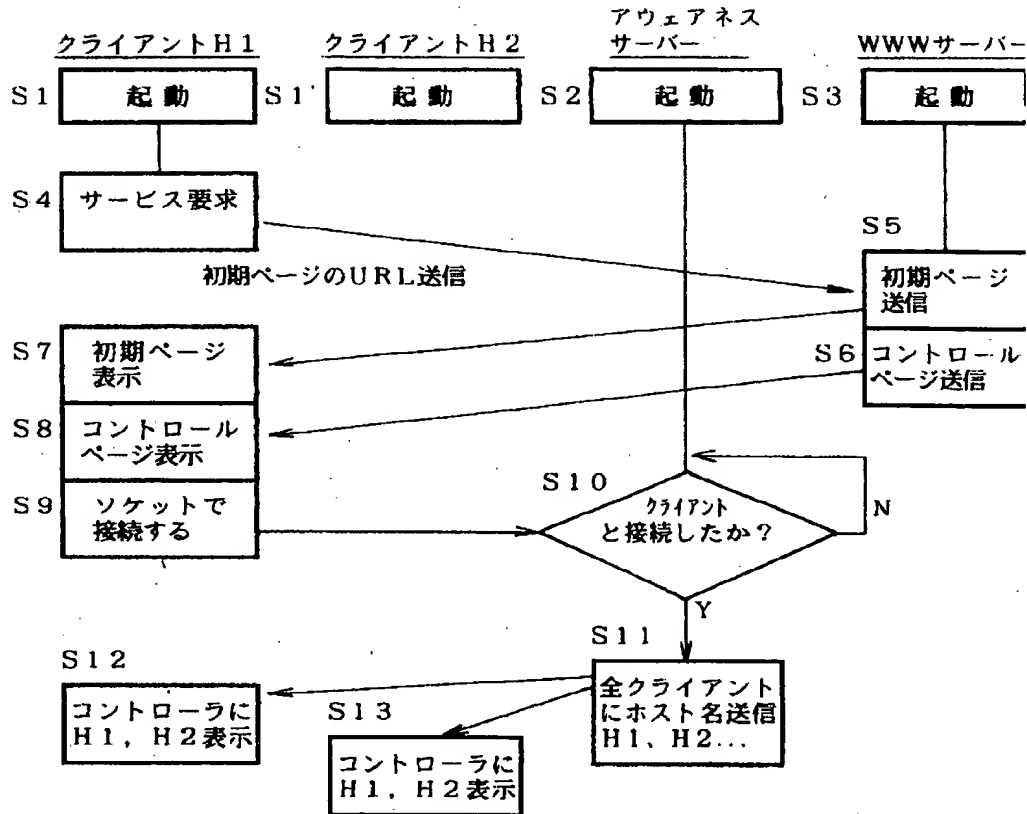 クライアントH1
クライアントH2
アウェアネス
サーバー
WWWサーバー
S1
起動
S1'
起動
S2
起動
S3
起動
S4
サービス要求
初期ページのURL送信
S5
初期ページ
送信
S6
コントロール
ページ送信
S7
初期ページ
表示
S8
コントロール
ページ表示
S9
ソケットで
接続する
S10
クライアント
と接続したか?
N
Y
S11
全クライアント
にホスト名送信
H1、H2...
S12
コントローラに
H1,H2表示
S13
コントローラに
H1,H2表示